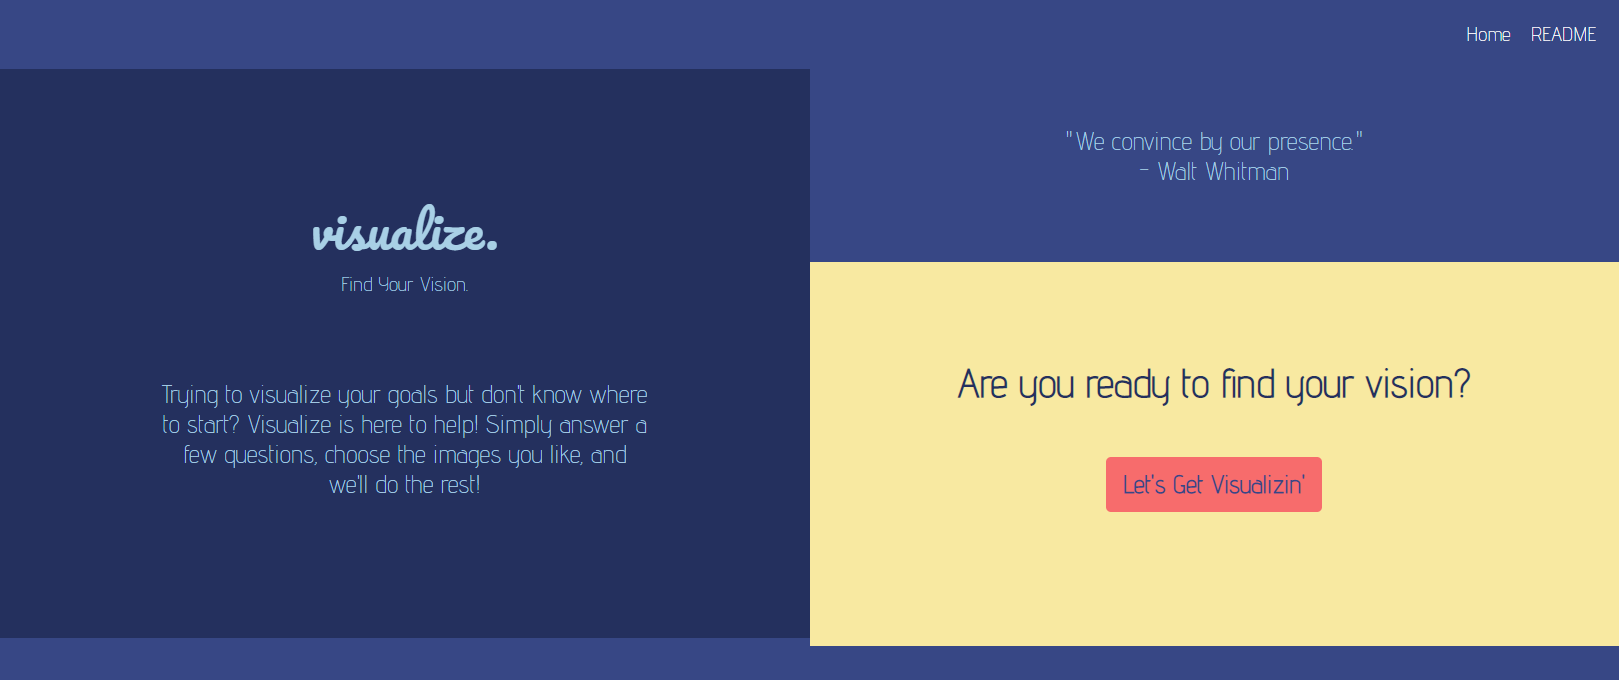 Home README
visualize.
Find Your Vision.
Trying to visualize your goals but don't know where
to start? Visualize is here to help! Simply answer a
few questions, choose the images you like, and
we'll do the rest!
"We convince by our presence."
- Walt Whitman
Are you ready to find your vision?
Let's Get Visualizin'